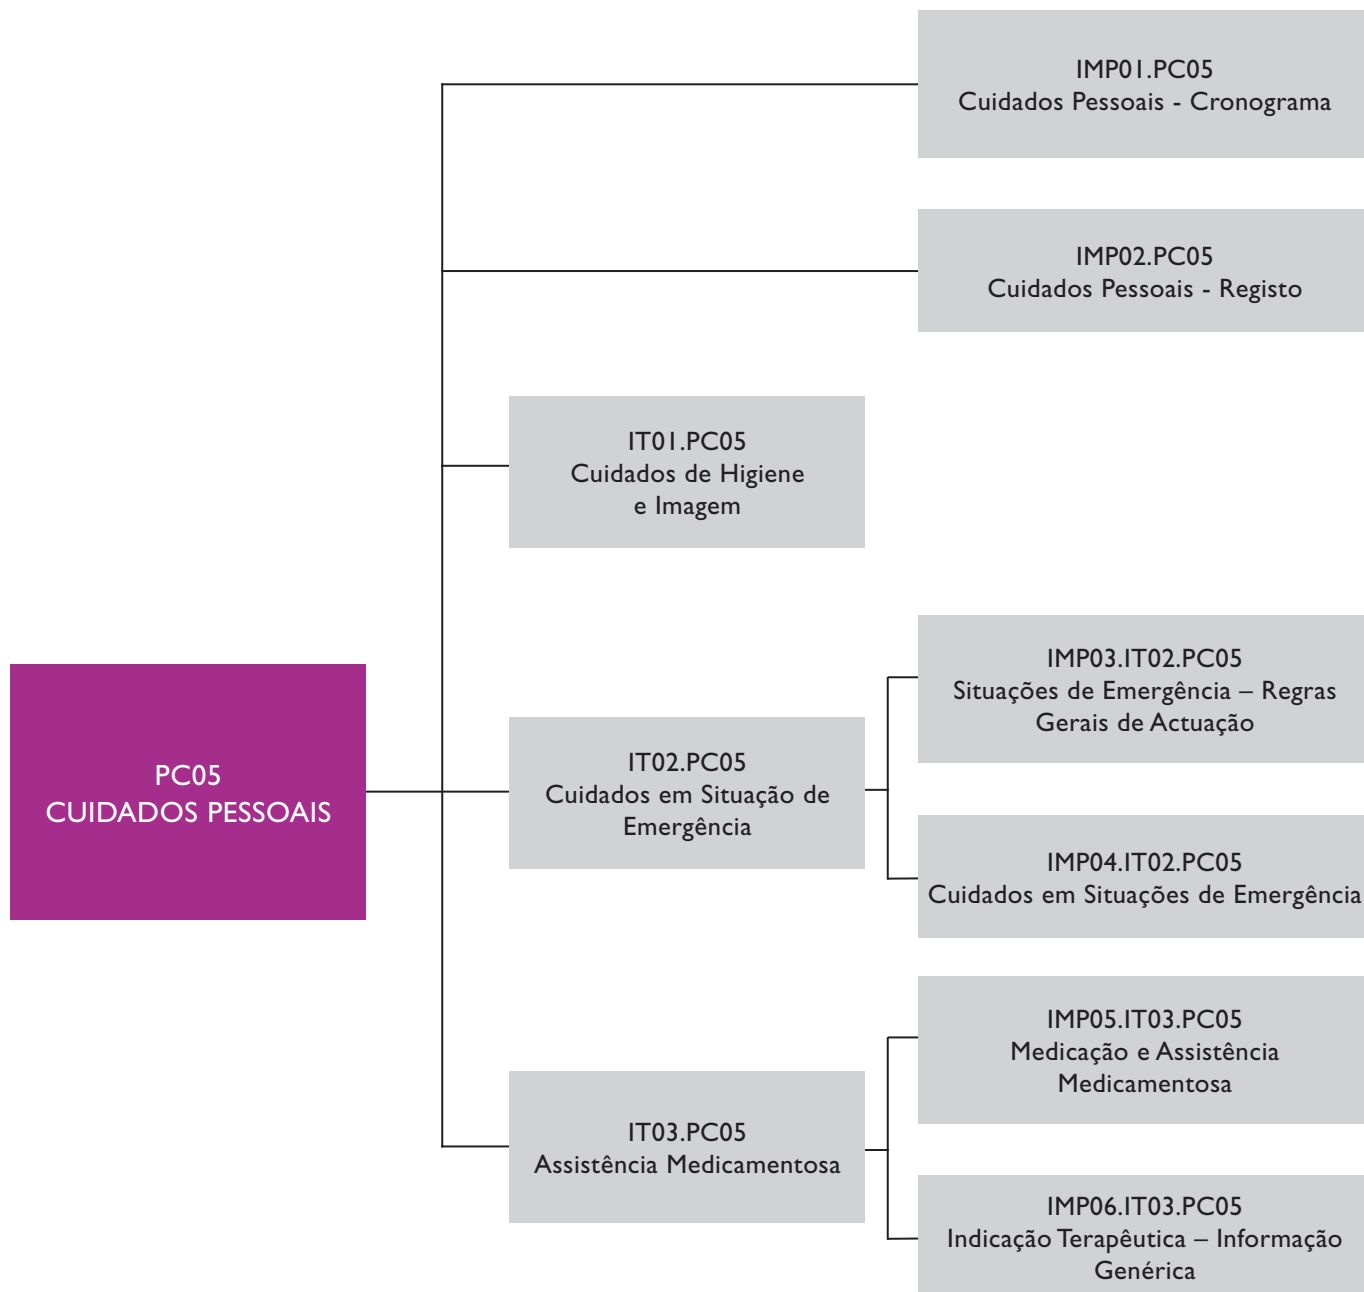 IMP01.PC05
Cuidados Pessoais - Cronograma
IMP02.PC05
Cuidados Pessoais - Registo
IT01.PC05
Cuidados de Higiene
e Imagem
PC05
CUIDADOS PESSOAIS
IT02.PC05
Cuidados em Situação de
Emergência
IMP03.IT02.PC05
Situações de Emergência – Regras
Gerais de Actuação
IMP04.IT02.PC05
Cuidados em Situações de Emergência
IT03.PC05
Assistência Medicamentosa
IMP05.IT03.PC05
Medicação e Assistência
Medicamentosa
IMP06.IT03.PC05
Indicação Terapêutica – Informação
Genérica